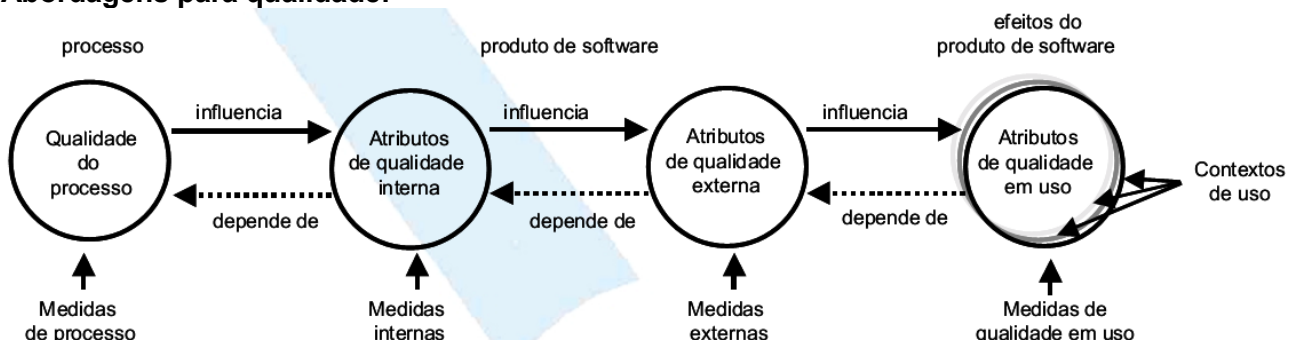 Abordagens para qualidade:
processo
produto de software
efeitos do
produto de software
Qualidade
do
processo
influencia
depende de
Atributos
de qualidade
interna
influencia
depende de
Atributos
de qualidade
externa
influencia
depende de
Atributos
de qualidade
em uso
Contextos
de uso
Medidas
de processo
Medidas
internas
Medidas
externas
Medidas de
qualidade em uso